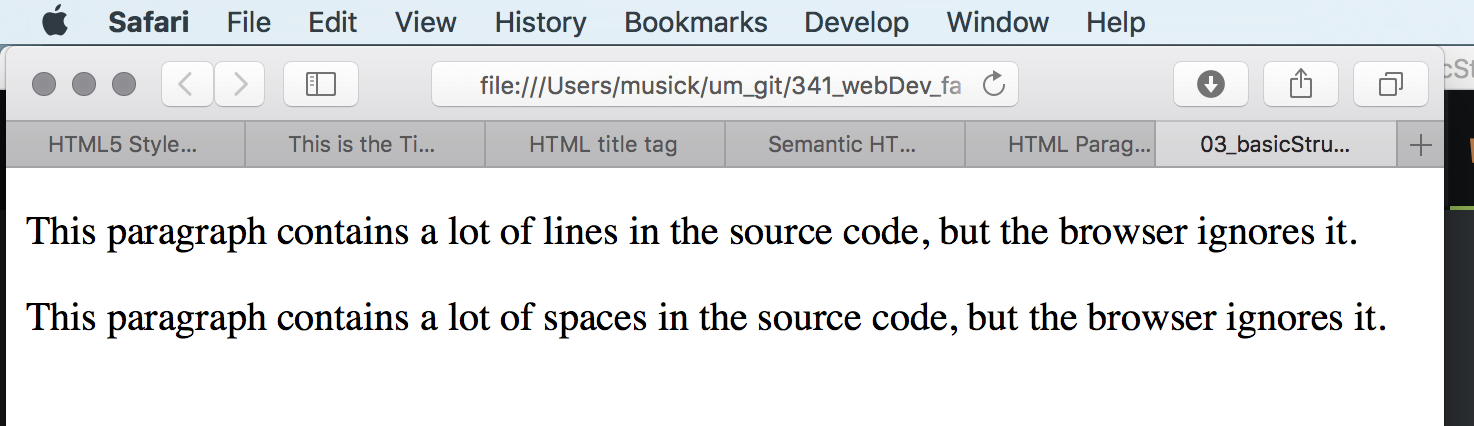 Safari File Edit View History Bookmarks Develop Window Help
file:///Users/musick/um_git/341_webDev_fa
HTML5 Style... This is the Ti... HTML title tag Semantic HT... HTML Parag... 03_basicStru...
This paragraph contains a lot of lines in the source code, but the browser ignores it.
This paragraph contains a lot of spaces in the source code, but the browser ignores it.